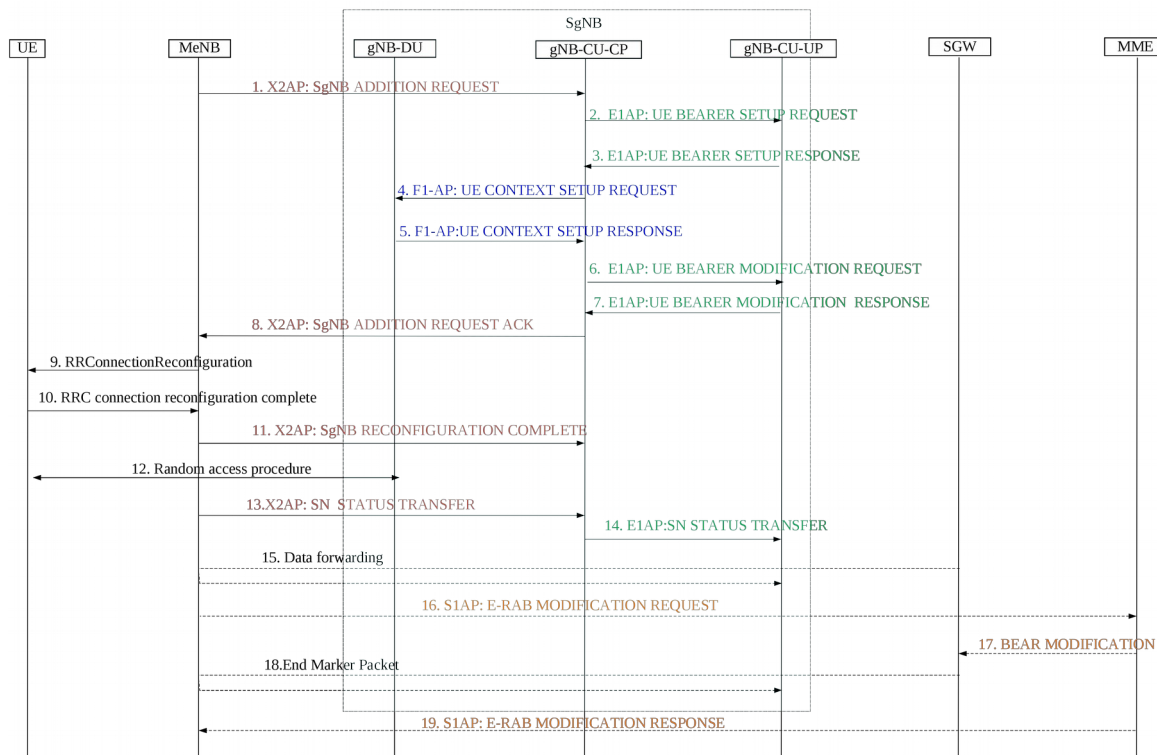 SgNB
UE
MeNB
gNB-DU
gNB-CU-CP
gNB-CU-UP
SGW
MME
1. X2AP: SgNB ADDITION REQUEST
2. E1AP: UE BEARER SETUP REQUEST
3. E1AP:UE BEARER SETUP RESPONSE
4. F1-AP: UE CONTEXT SETUP REQUEST
5. F1-AP:UE CONTEXT SETUP RESPONSE
6. E1AP: UE BEARER MODIFICATION REQUEST
7. E1AP:UE BEARER MODIFICATION RESPONSE
8. X2AP: SgNB ADDITION REQUEST ACK
9. RRConnectionReconfiguration
10. RRC connection reconfiguration complete
11. X2AP: SgNB RECONFIGURATION COMPLETE
12. Random access procedure
13.X2AP: SN STATUS TRANSFER
14. E1AP:SN STATUS TRANSFER
15. Data forwarding
16. S1AP: E-RAB MODIFICATION REQUEST
17. BEAR MODIFICATION
18.End Marker Packet
19. S1AP: E-RAB MODIFICATION RESPONSE